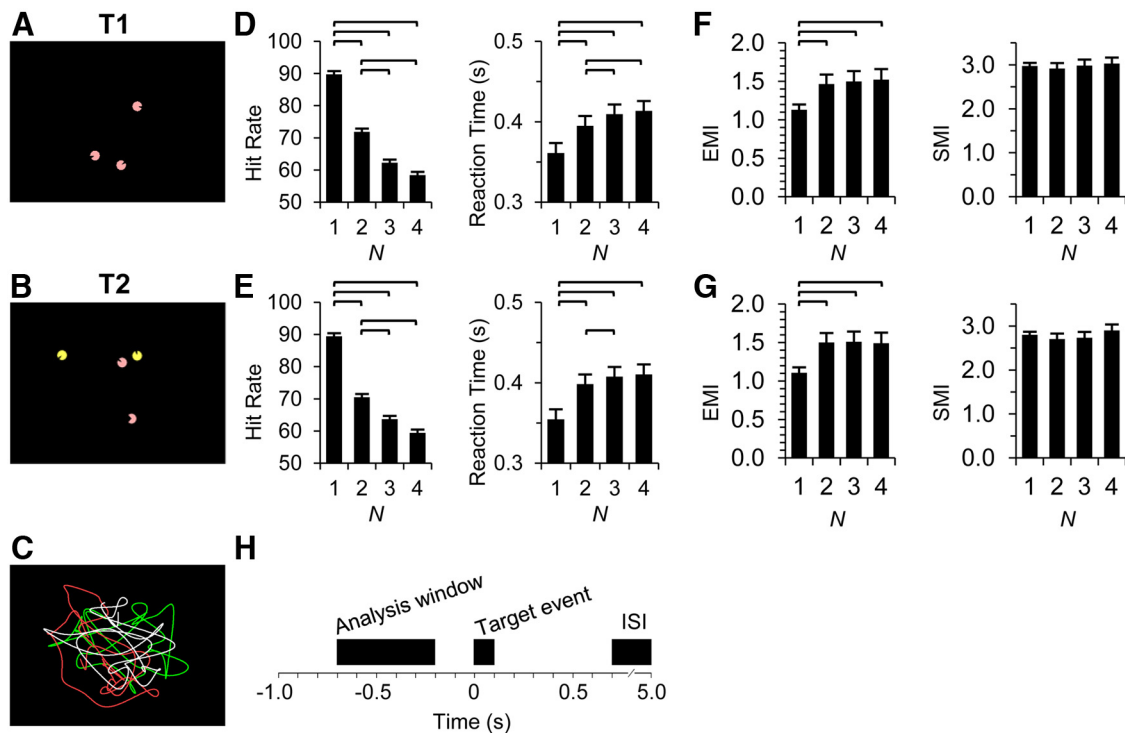 A T1
B T2
C
D
100
90
80
70
60
50
Hit Rate
1 2 3 4
N
0.5
0.4
0.3
Reaction Time (s)
1 2 3 4
N
E
100
90
80
70
60
50
Hit Rate
1 2 3 4
N
0.5
0.4
0.3
Reaction Time (s)
1 2 3 4
N
F
2.0
1.5
1.0
0.5
0.0
EMI
1 2 3 4
N
3.0
2.0
1.0
0.0
SMI
1 2 3 4
N
G
2.0
1.5
1.0
0.5
0.0
EMI
1 2 3 4
N
3.0
2.0
1.0
0.0
SMI
1 2 3 4
N
H
Analysis window
Target event
ISI
-1.0 -0.5 0 0.5 5.0
Time (s)